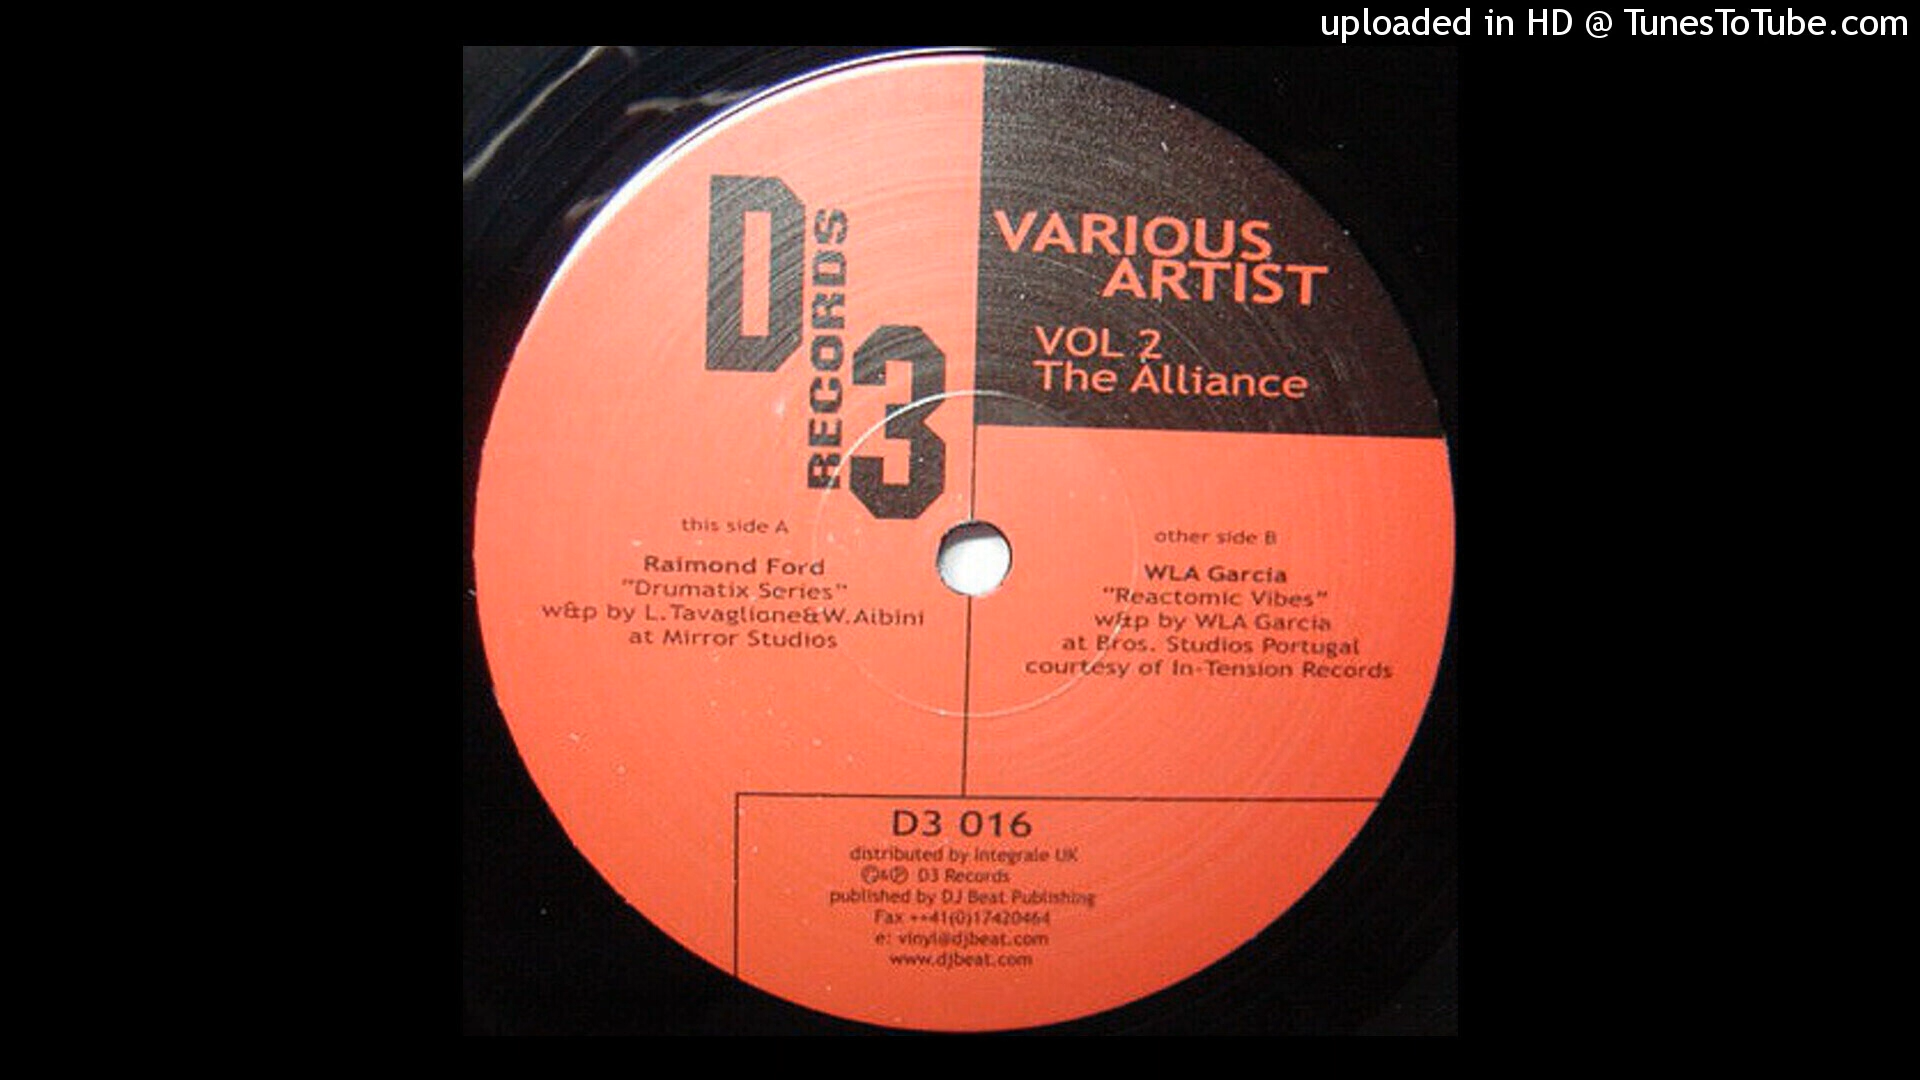 uploaded in HD @ TunesToTube.com
D
RECORDS
3
VARIOUS
ARTIST
VOL 2
The Alliance
this side A
Raimond Ford
"Drumatix Series"
w&p by L.Tavaglione&W.Albini
at Mirror Studios
other side B
WLA Garcia
"Reactomic Vibes"
w&p by WLA Garcia
at Bros. Studios Portugal
courtesy of In-Tension Records
D3 016
distributed by Integrale UK
©&℗ D3 Records
published by DJ Beat Publishing
Fax ++41(0)17420464
e: vinyl@djbeat.com
www.djbeat.com